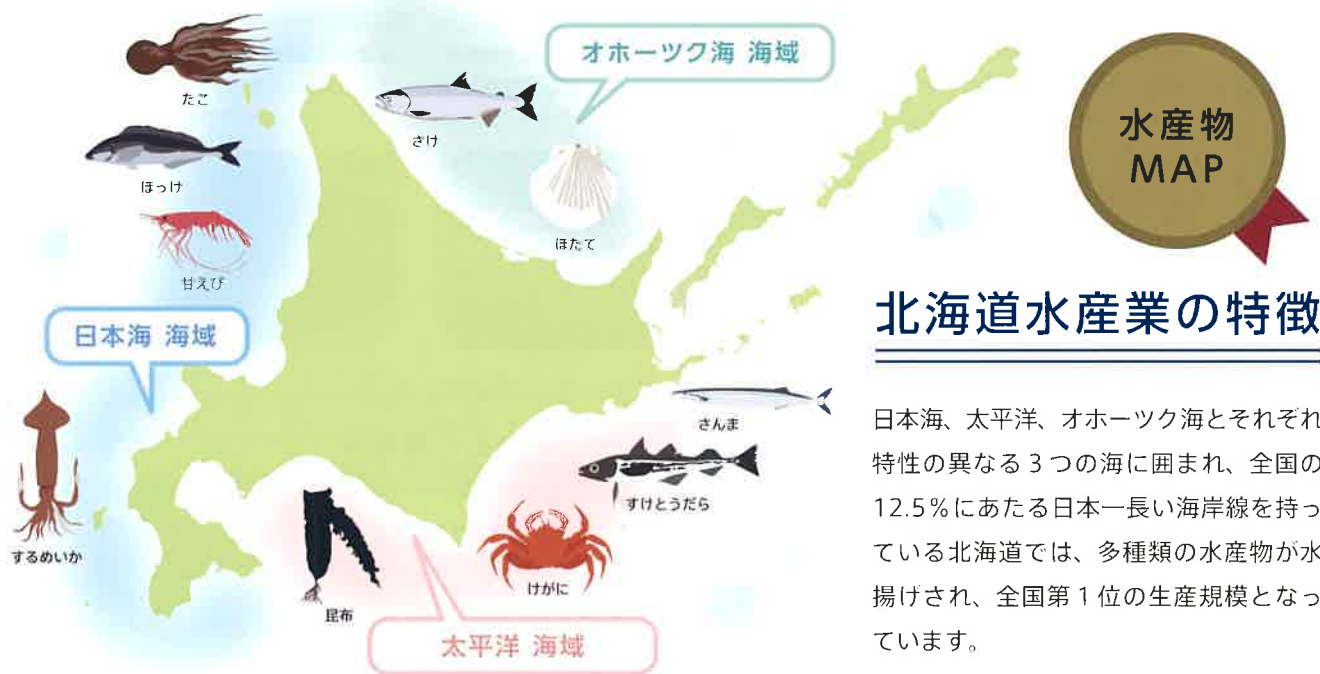 オホーツク海 海域
たこ
さけ
水産物
MAP
ほっけ
ほたて
甘えび
北海道水産業の特徴
日本海 海域
さんま
日本海、太平洋、オホーツク海とそれぞれ
特性の異なる3つの海に囲まれ、全国の
12.5%にあたる日本一長い海岸線を持っ
ている北海道では、多種類の水産物が水
揚げされ、全国第1位の生産規模となっ
ています。
すけとうだら
するめいか
けがに
昆布
太平洋 海域